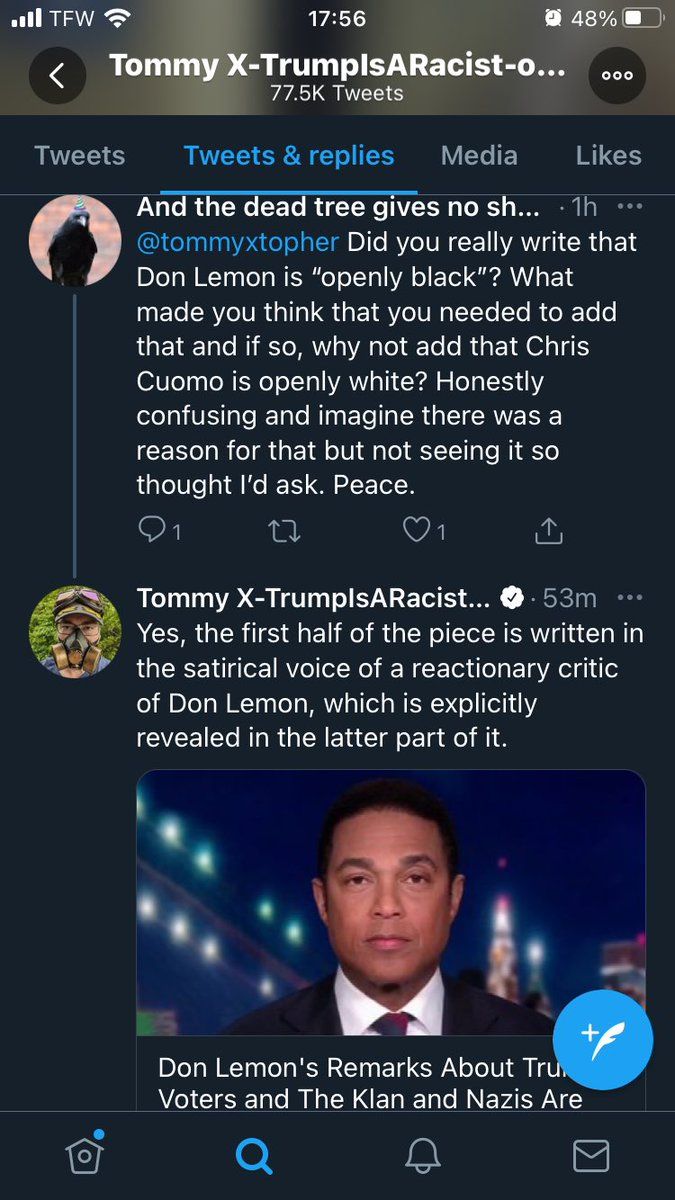 TFW 17:56 48%
Tommy X-TrumpIsARacist-o...
77.5K Tweets
Tweets Tweets & replies Media Likes
And the dead tree gives no sh... · 1h
@tommyxtopher Did you really write that
Don Lemon is “openly black”? What
made you think that you needed to add
that and if so, why not add that Chris
Cuomo is openly white? Honestly
confusing and imagine there was a
reason for that but not seeing it so
thought I’d ask. Peace.
1 1
Tommy X-TrumpIsARacist... · 53m
Yes, the first half of the piece is written in
the satirical voice of a reactionary critic
of Don Lemon, which is explicitly
revealed in the latter part of it.
Don Lemon's Remarks About
Voters and The Klan and Nazis Are